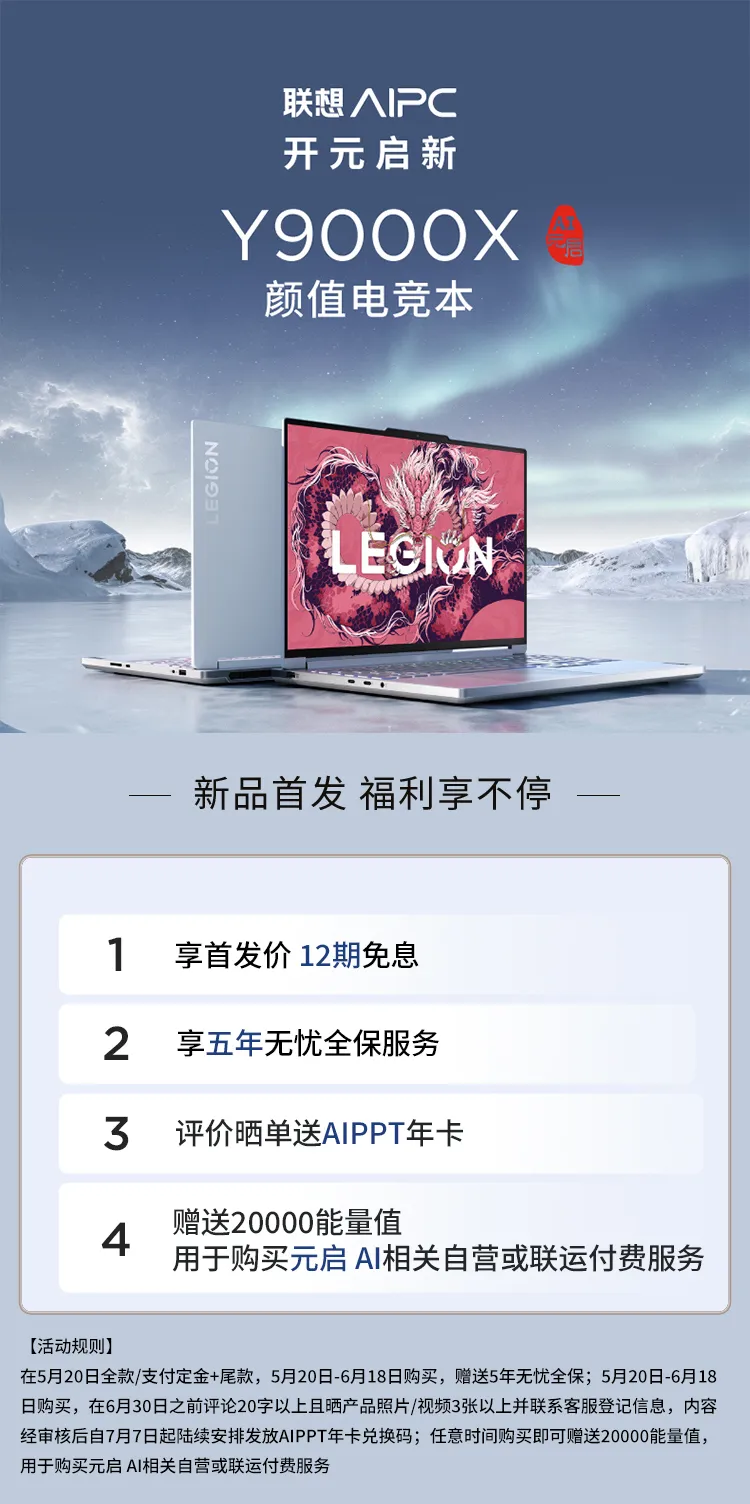 联想 AIPC
开元启新
Y9000X
AI
元启
颜值电竞本
LEGION
LEGION
新品首发 福利享不停
1 享首发价 12期免息
2 享五年无忧全保服务
3 评价晒单送AIPPT年卡
4 赠送20000能量值
用于购买元启 AI相关自营或联运付费服务
【活动规则】
在5月20日全款/支付定金+尾款，5月20日-6月18日购买，赠送5年无忧全保；5月20日-6月18
日购买，在6月30日之前评论20字以上且晒产品照片/视频3张以上并联系客服登记信息，内容
经审核后自7月7日起陆续安排发放AIPPT年卡兑换码；任意时间购买即可赠送20000能量值，
用于购买元启 AI相关自营或联运付费服务